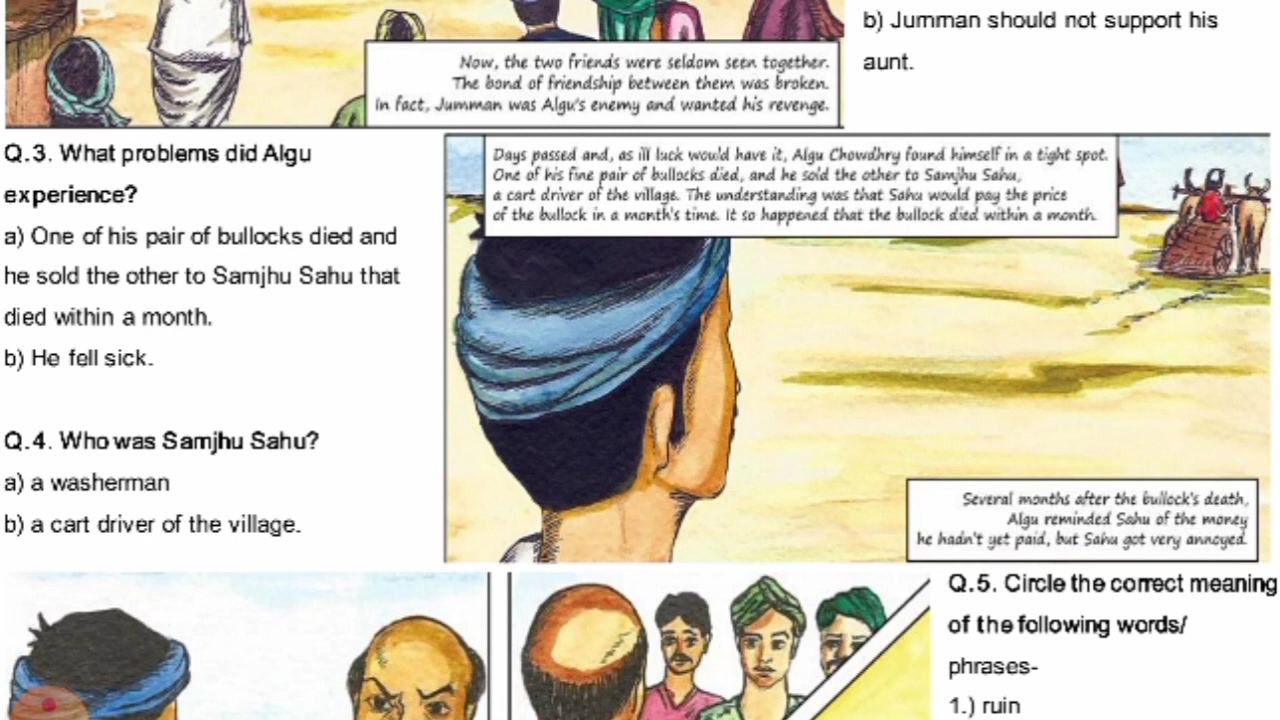 b) Jumman should not support his
aunt.
Now, the two friends were seldom seen together.
The bond of friendship between them was broken.
In fact, Jumman was Algu's enemy and wanted his revenge.
Q.3. What problems did Algu
experience?
a) One of his pair of bullocks died and
he sold the other to Samjhu Sahu that
died within a month.
b) He fell sick.
Q.4. Who was Samjhu Sahu?
a) a washerman
b) a cart driver of the village.
Days passed and, as ill luck would have it, Algu Chowdhry found himself in a tight spot.
One of his fine pair of bullocks died, and he sold the other to Samjhu Sahu,
a cart driver of the village. The understanding was that Sahu would pay the price
of the bullock in a month's time. It so happened that the bullock died within a month.
Several months after the bullock's death,
Algu reminded Sahu of the money
he hadn't yet paid, but Sahu got very annoyed.
Q.5. Circle the correct meaning
of the following words/
phrases-
1.) ruin